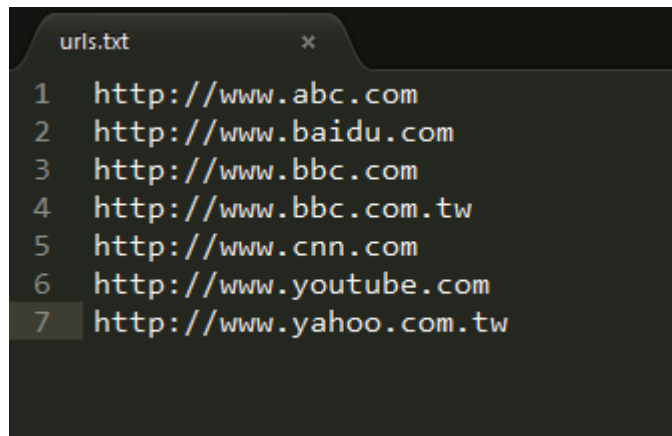 urls.txt ×
1 http://www.abc.com
2 http://www.baidu.com
3 http://www.bbc.com
4 http://www.bbc.com.tw
5 http://www.cnn.com
6 http://www.youtube.com
7 http://www.yahoo.com.tw